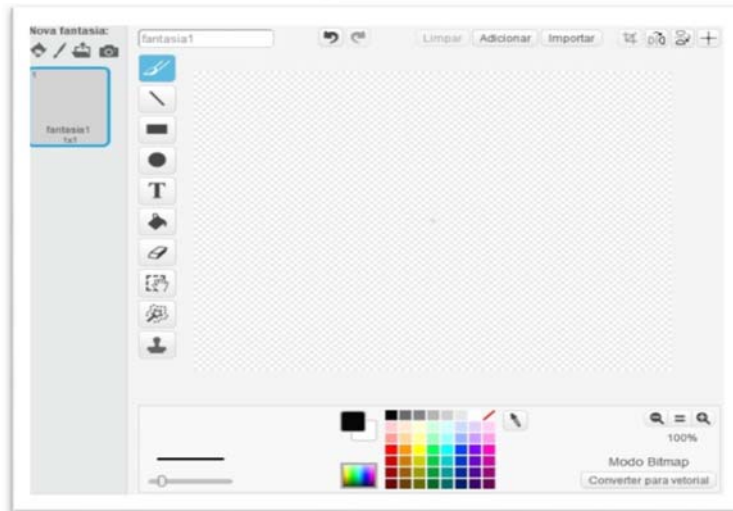 Nova fantasia:
fantasia1
Limpar Adicionar Importar
1
fantasia1
1x1
T
100%
Modo Bitmap
Converter para vetorial